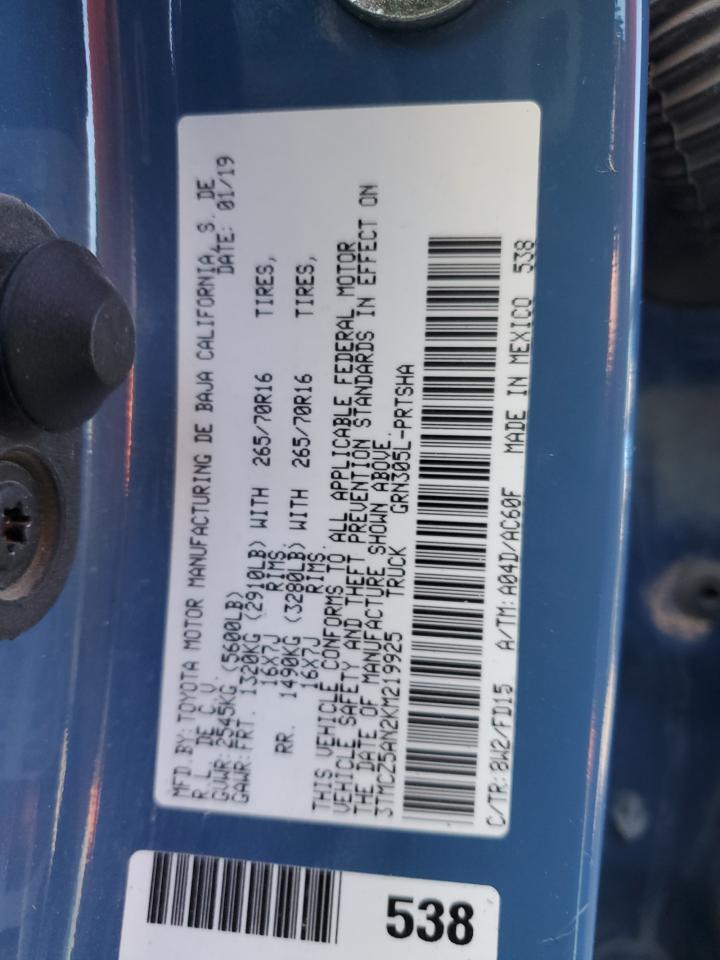 MFD.BY:TOYOTA MOTOR MANUFACTURING DE BAJA CALIFORNIA, S. DE
R.L. DE C.V. DATE: 01/19
GVWR: 2545KG (5600LB)
GAWR:FRT. 1320KG (2910LB) WITH 265/70R16 TIRES,
16X7J RIMS
RR. 1490KG (3280LB) WITH 265/70R16 TIRES,
16X7J RIMS.
THIS VEHICLE CONFORMS TO ALL APPLICABLE FEDERAL MOTOR
VEHICLE SAFETY AND THEFT PREVENTION STANDARDS IN EFFECT ON
THE DATE OF MANUFACTURE SHOWN ABOVE.
3TMCZ5AN2KM219925 TRUCK GRN305L-PRTSHA
C/TR:8W2/FD15 A/TM:A04D/AC60F MADE IN MEXICO 538
538